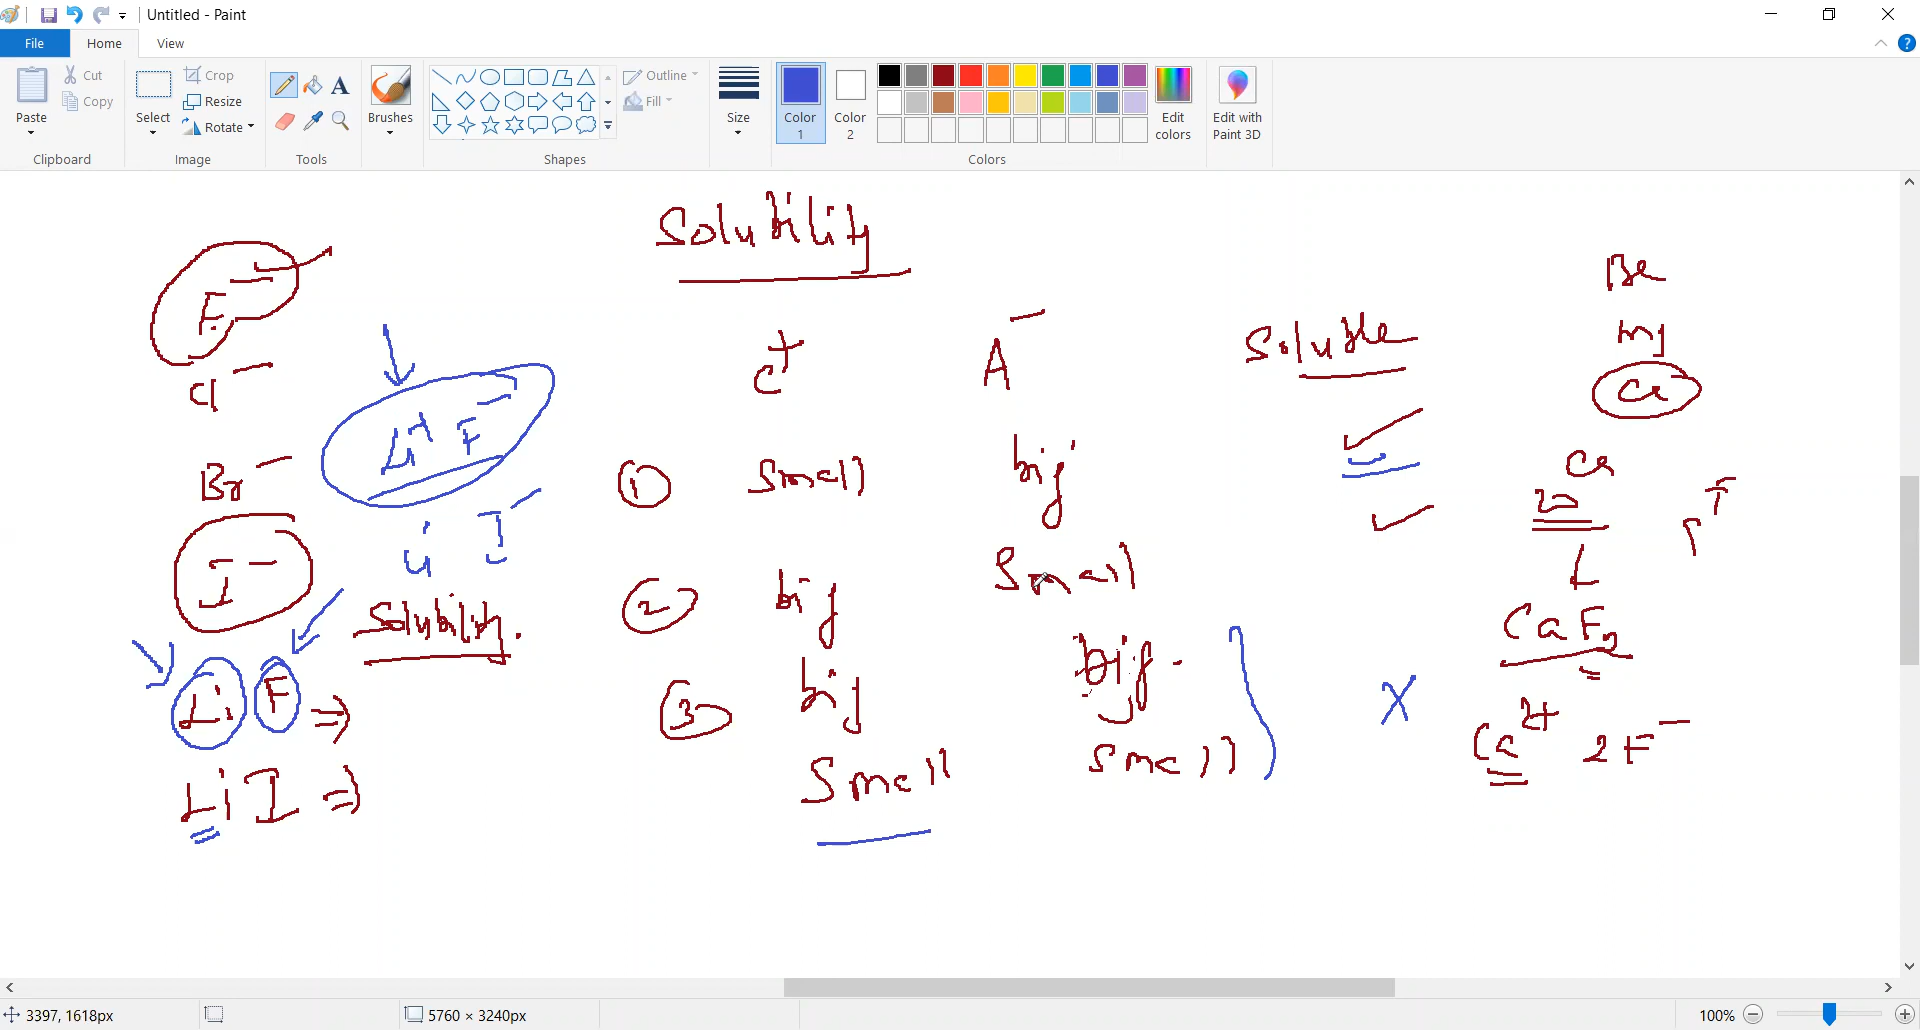 Untitled - Paint
File Home View
Cut
Copy
Paste
Clipboard
Select
Crop
Resize
Rotate
Image
Tools
Brushes
Shapes
Outline
Fill
Size
Color 1
Color 2
Colors
Edit colors
Edit with Paint 3D
Solubility
F-
Cl-
Br-
I-
Li+ F-
Li I-
Solubility.
Li F ⇒
Li I ⇒
C+ A- Soluble
① Small big ✓
② big Small ✓
③ big big
Small Small X
Be
Mg
Ca
Ca
20
CaF2
Ca2+ 2F-
3397, 1618px
5760 × 3240px
100%